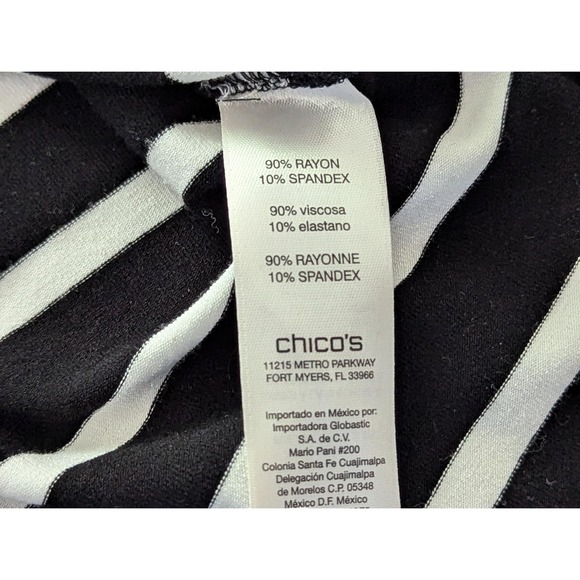 90% RAYON
10% SPANDEX
90% viscosa
10% elastano
90% RAYONNE
10% SPANDEX
chico's
11215 METRO PARKWAY
FORT MYERS, FL 33966
Importado en México por:
Importadora Globastic
S.A. de C.V.
Mario Pani #200
Colonia Santa Fe Cuajimalpa
Delegación Cuajimalpa
de Morelos C.P. 05348
México D.F. México